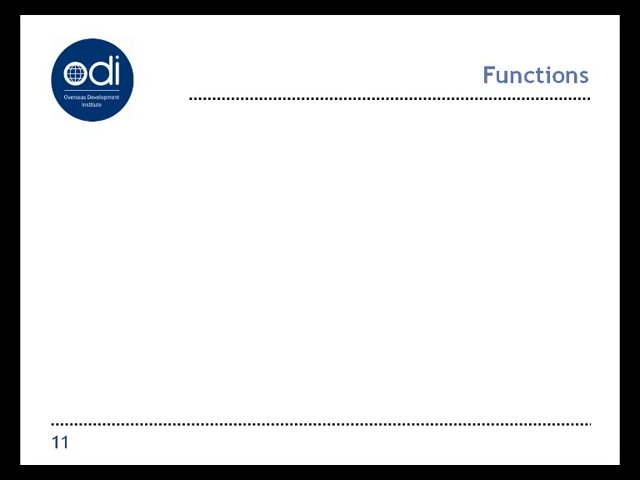 odi
Overseas Development
Institute
Functions
11